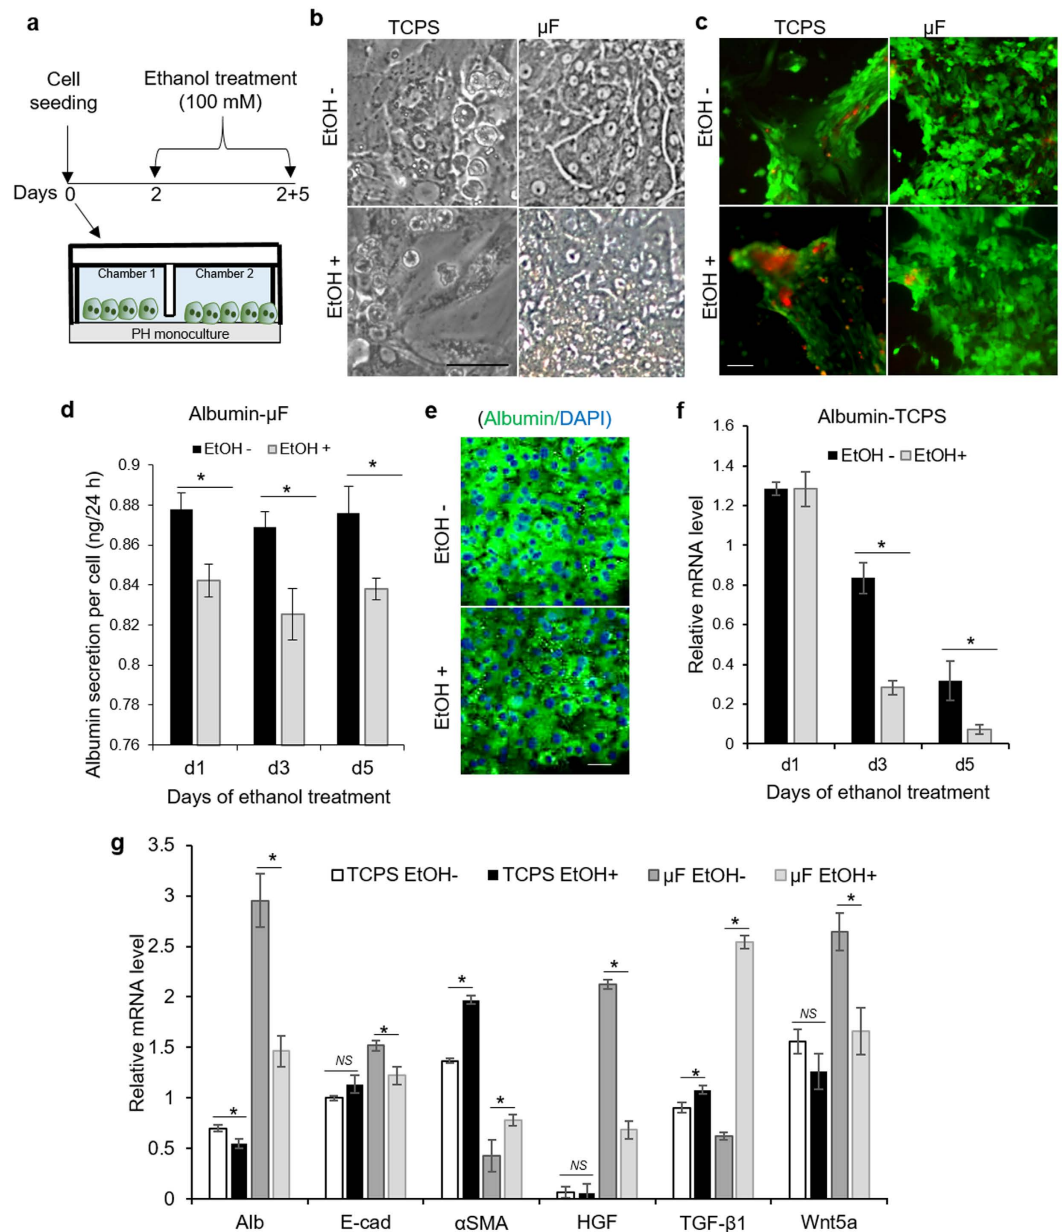 a
Cell
seeding
Ethanol treatment
(100 mM)
Days 0 2 2+5
Chamber 1 Chamber 2
PH monoculture
b
TCPS µF
EtOH -
EtOH +
c
TCPS µF
EtOH -
EtOH +
d
Albumin-µF
EtOH - EtOH +
Albumin secretion per cell (ng/24 h)
0.9
0.88
0.86
0.84
0.82
0.8
0.78
0.76
* * *
d1 d3 d5
Days of ethanol treatment
e
(Albumin/DAPI)
EtOH -
EtOH +
f
Albumin-TCPS
EtOH - EtOH+
Relative mRNA level
1.6
1.4
1.2
1
0.8
0.6
0.4
0.2
0
* *
d1 d3 d5
Days of ethanol treatment
g
TCPS EtOH- TCPS EtOH+ µF EtOH- µF EtOH+
Relative mRNA level
3.5
3
2.5
2
1.5
1
0.5
0
* * NS * * * NS * * * NS *
Alb E-cad αSMA HGF TGF-β1 Wnt5a